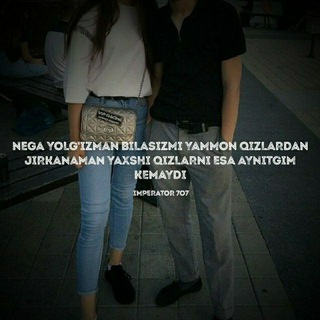 NEGA YOLG'IZMAN BILASIZMI YAMMON QIZLARDAN
JIRKANAMAN YAXSHI QIZLARNI ESA AYNITGIM
KEMAYDI
IMPERATOR 707